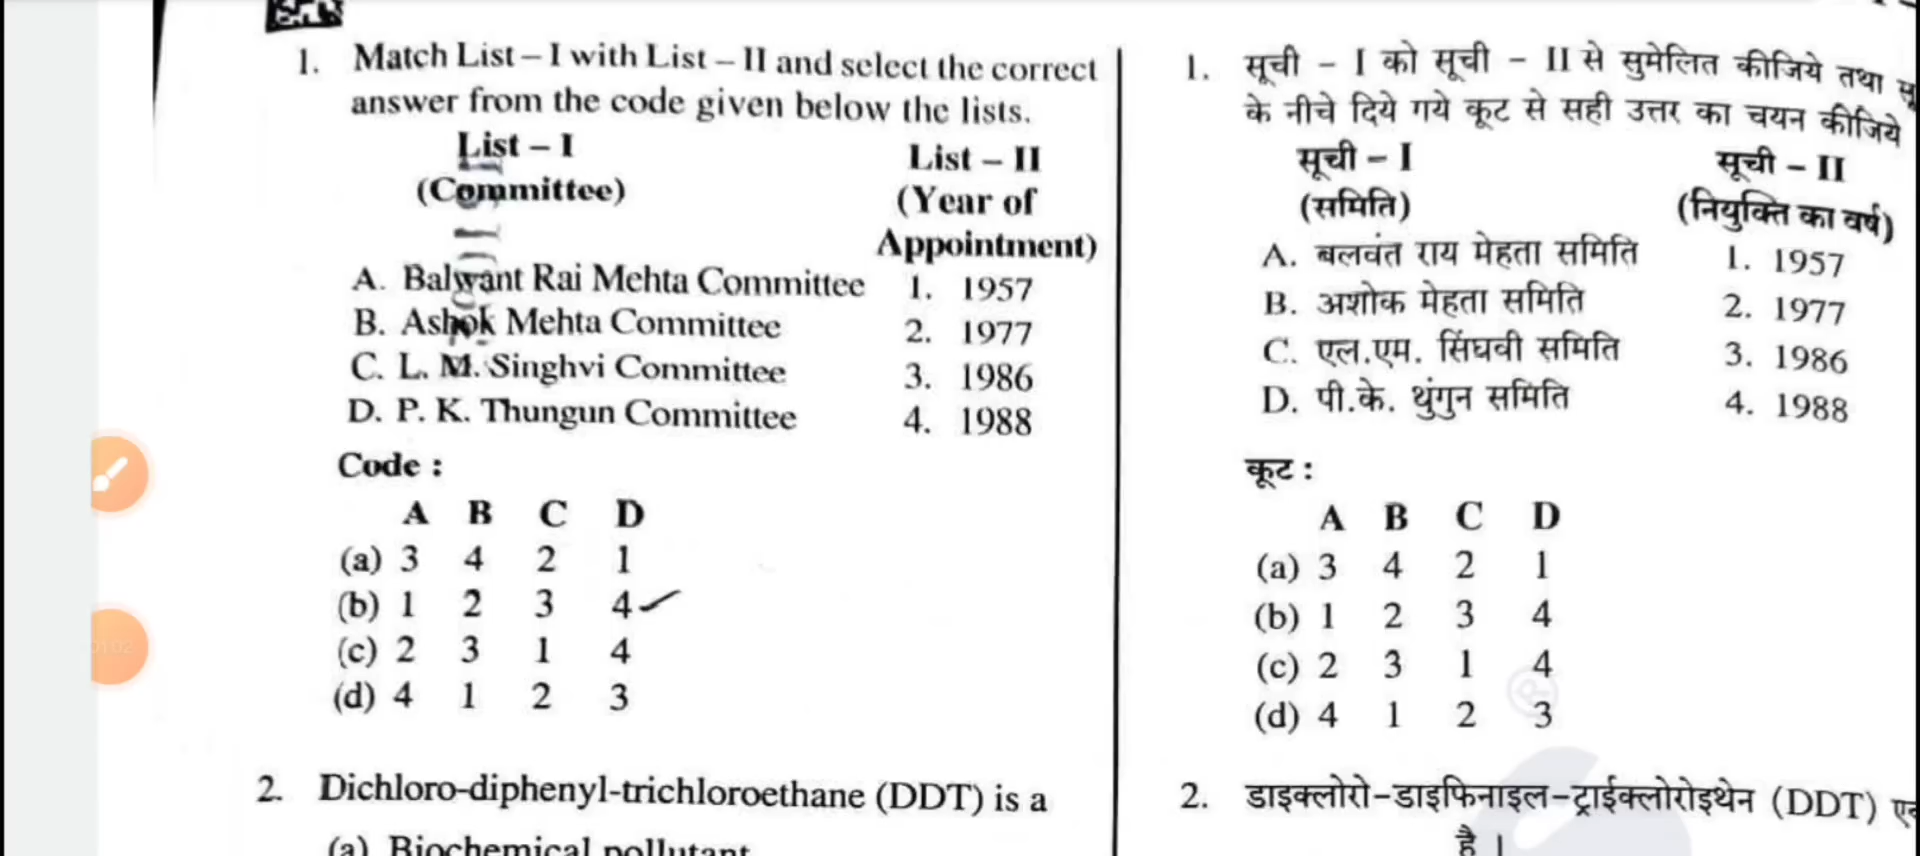 1. Match List – I with List – II and select the correct
answer from the code given below the lists.
List – I
List – II
(Committee)
(Year of
Appointment)
A. Balwant Rai Mehta Committee 1. 1957
B. Ashok Mehta Committee 2. 1977
C. L. M. Singhvi Committee 3. 1986
D. P. K. Thungun Committee 4. 1988
Code :
A B C D
(a) 3 4 2 1
(b) 1 2 3 4
(c) 2 3 1 4
(d) 4 1 2 3
2. Dichloro-diphenyl-trichloroethane (DDT) is a
(a) Biochemical pollutant
1. सूची – I को सूची – II से सुमेलित कीजिये तथा
के नीचे दिये गये कूट से सही उत्तर का चयन कीजिये
सूची – I
सूची – II
(समिति)
(नियुक्ति का वर्ष)
A. बलवंत राय मेहता समिति 1. 1957
B. अशोक मेहता समिति 2. 1977
C. एल.एम. सिंघवी समिति 3. 1986
D. पी.के. थुंगुन समिति 4. 1988
कूट :
A B C D
(a) 3 4 2 1
(b) 1 2 3 4
(c) 2 3 1 4
(d) 4 1 2 3
2. डाइक्लोरो–डाइफिनाइल–ट्राईक्लोरोइथेन (DDT)
है ।
01:02